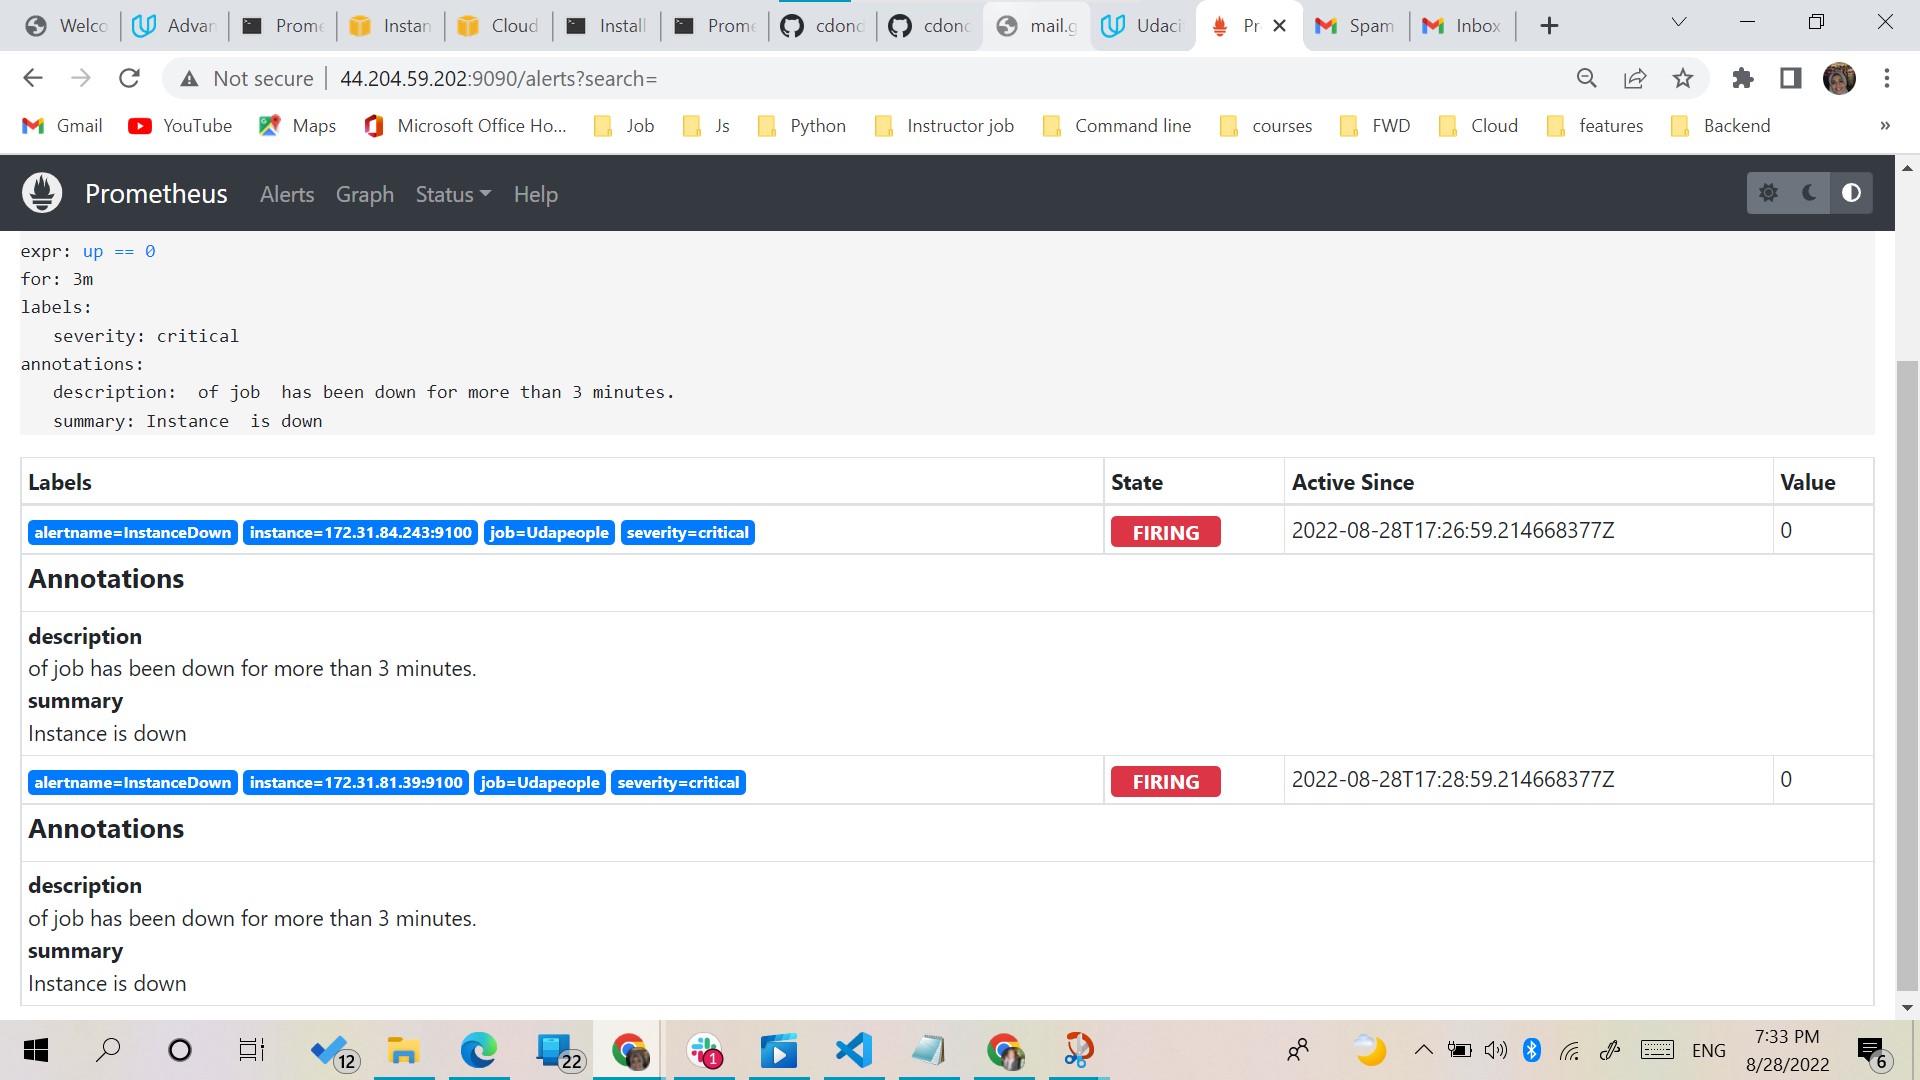 Welco
Advan
Prome
Instan
Cloud
Install
Prome
cdond
cdond
mail.g
Udaci
Pr
Spam
Inbox
Not secure
44.204.59.202:9090/alerts?search=
Gmail
YouTube
Maps
Microsoft Office Ho...
Job
Js
Python
Instructor job
Command line
courses
FWD
Cloud
features
Backend
»
Prometheus
Alerts
Graph
Status
Help
expr: up == 0
for: 3m
labels:
severity: critical
annotations:
description:  of job  has been down for more than 3 minutes.
summary: Instance  is down
Labels State Active Since Value
alertname=InstanceDown instance=172.31.84.243:9100 job=Udapeople severity=critical FIRING 2022-08-28T17:26:59.214668377Z 0
Annotations
description
of job has been down for more than 3 minutes.
summary
Instance is down
alertname=InstanceDown instance=172.31.81.39:9100 job=Udapeople severity=critical FIRING 2022-08-28T17:28:59.214668377Z 0
Annotations
description
of job has been down for more than 3 minutes.
summary
Instance is down
12
22
1
ENG
7:33 PM
8/28/2022
6